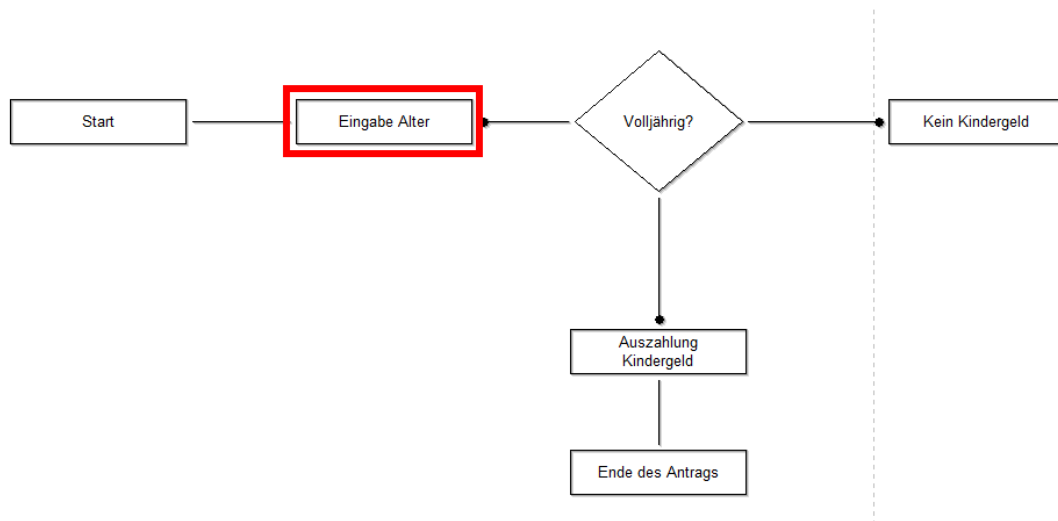 Start
Eingabe Alter
Volljährig?
Kein Kindergeld
Auszahlung
Kindergeld
Ende des Antrags